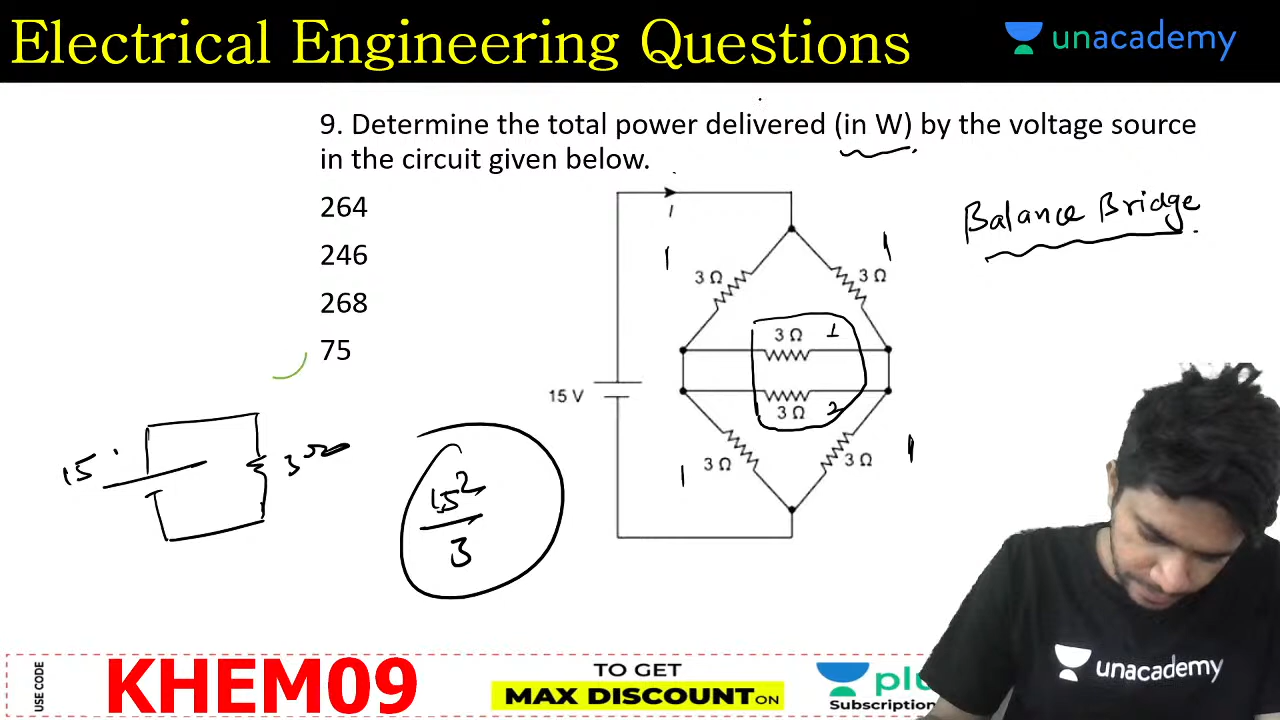 Electrical Engineering Questions
unacademy
9. Determine the total power delivered (in W) by the voltage source
in the circuit given below.
264
246
268
75
Balance Bridge
I
3 Ω
3 Ω
3 Ω 1
15 V
3 Ω 2
3 Ω
3 Ω
15
3
15²
3
unacademy
USE CODE
KHEM09
TO GET
MAX DISCOUNT ON
Subscription